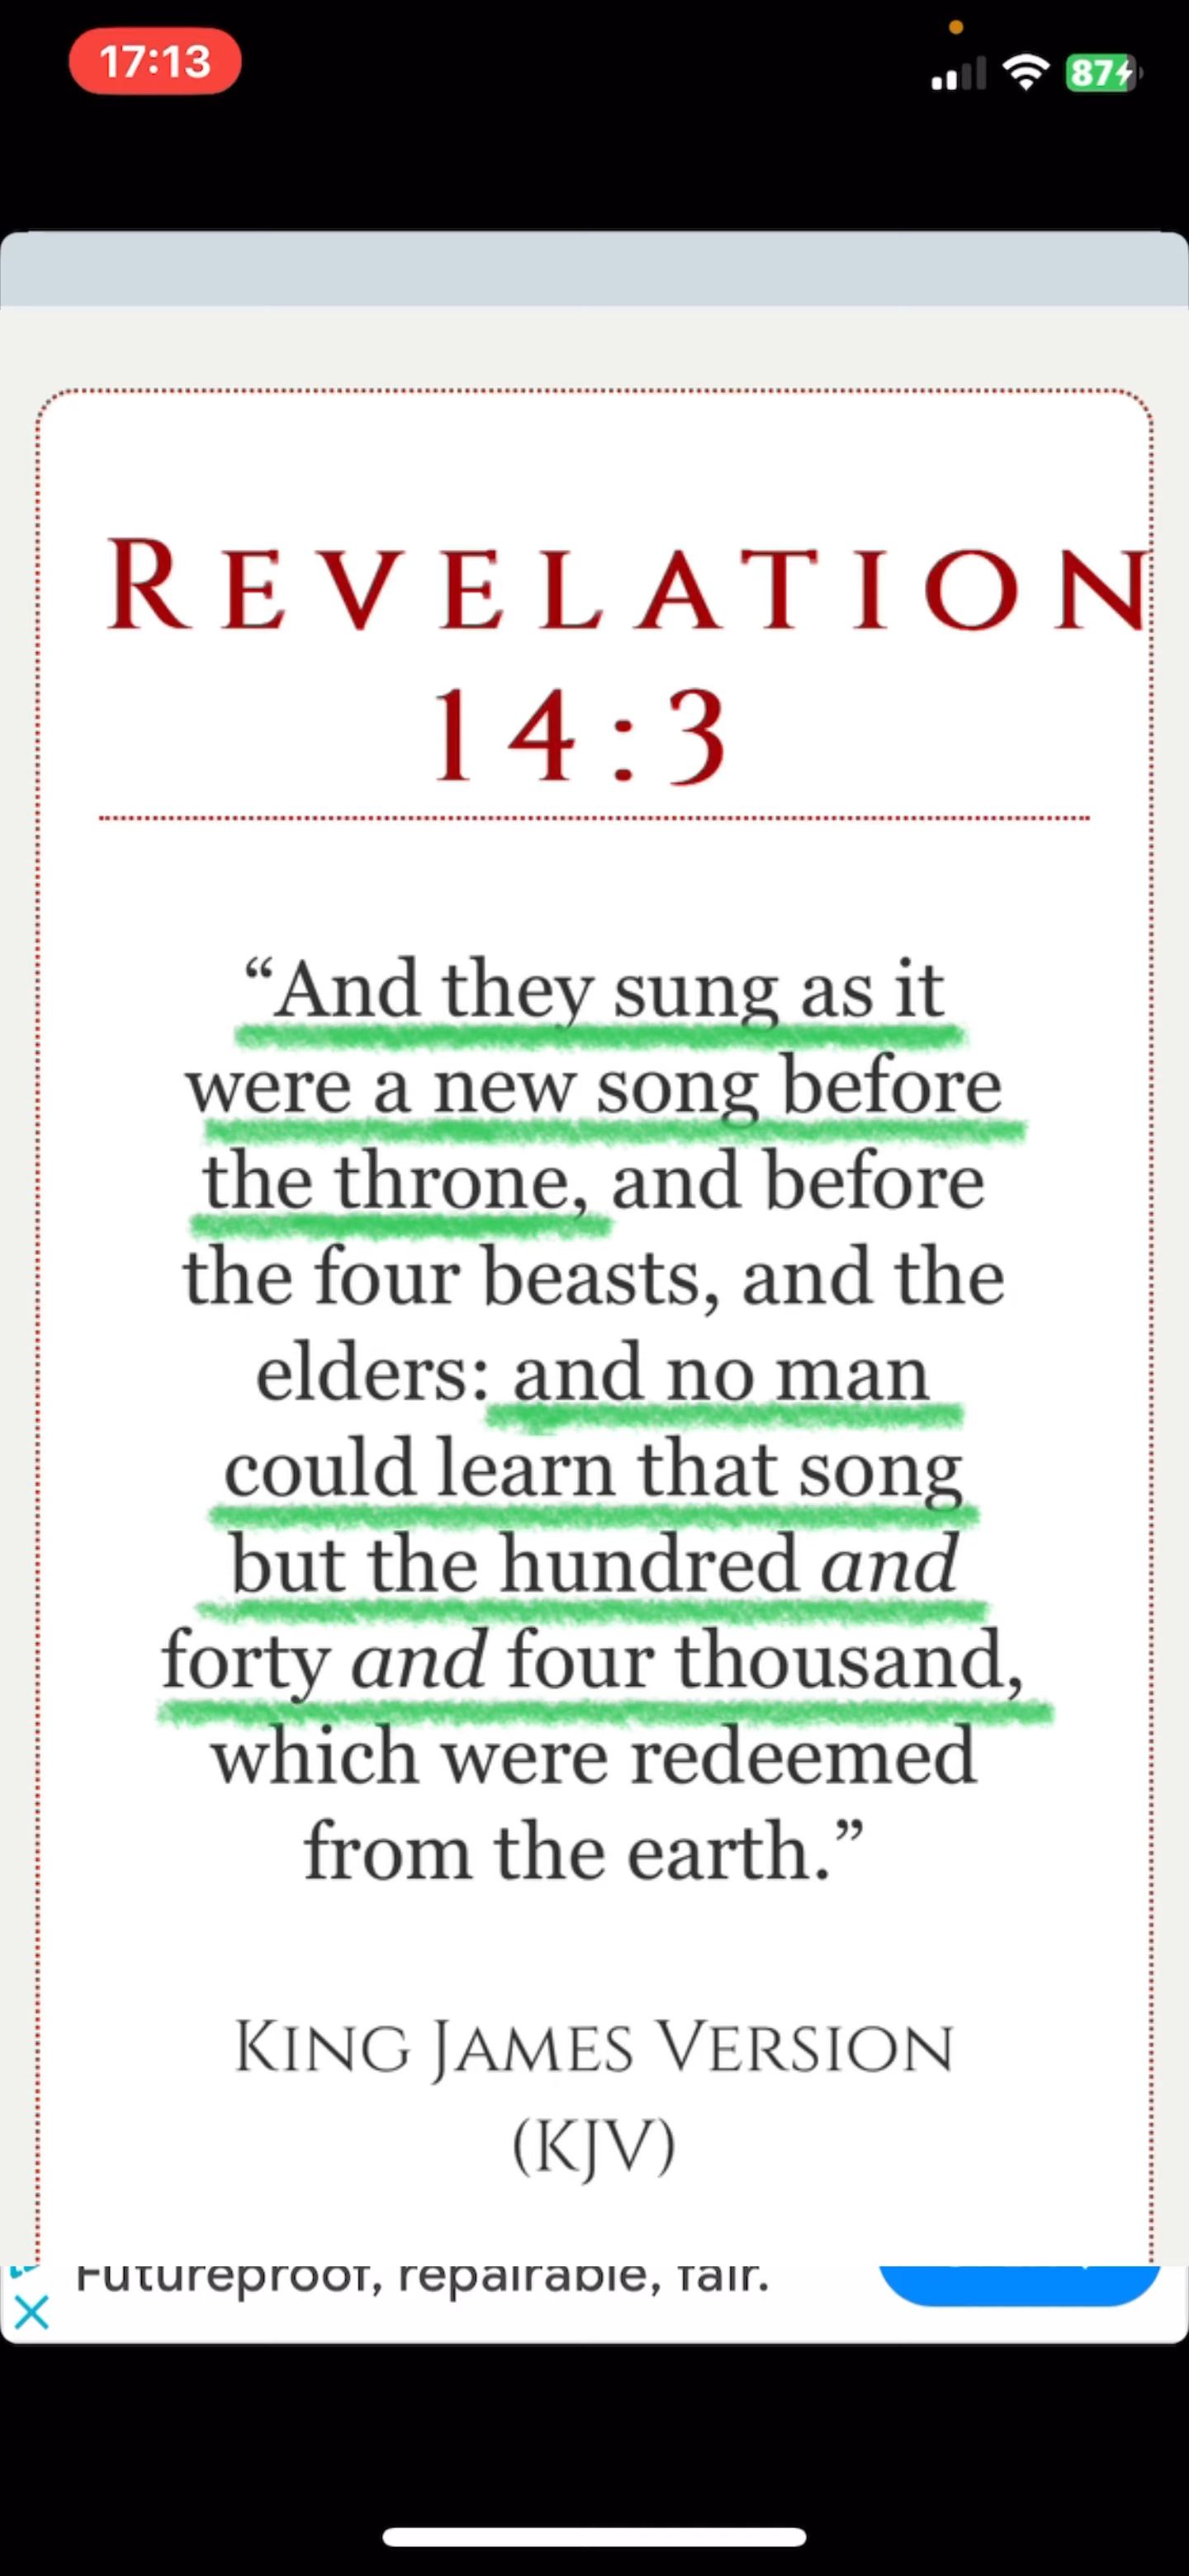 17:13
87
REVELATION
14:3
“And they sung as it
were a new song before
the throne, and before
the four beasts, and the
elders: and no man
could learn that song
but the hundred and
forty and four thousand,
which were redeemed
from the earth.”
KING JAMES VERSION
(KJV)
Futureproof, repairable, fair.